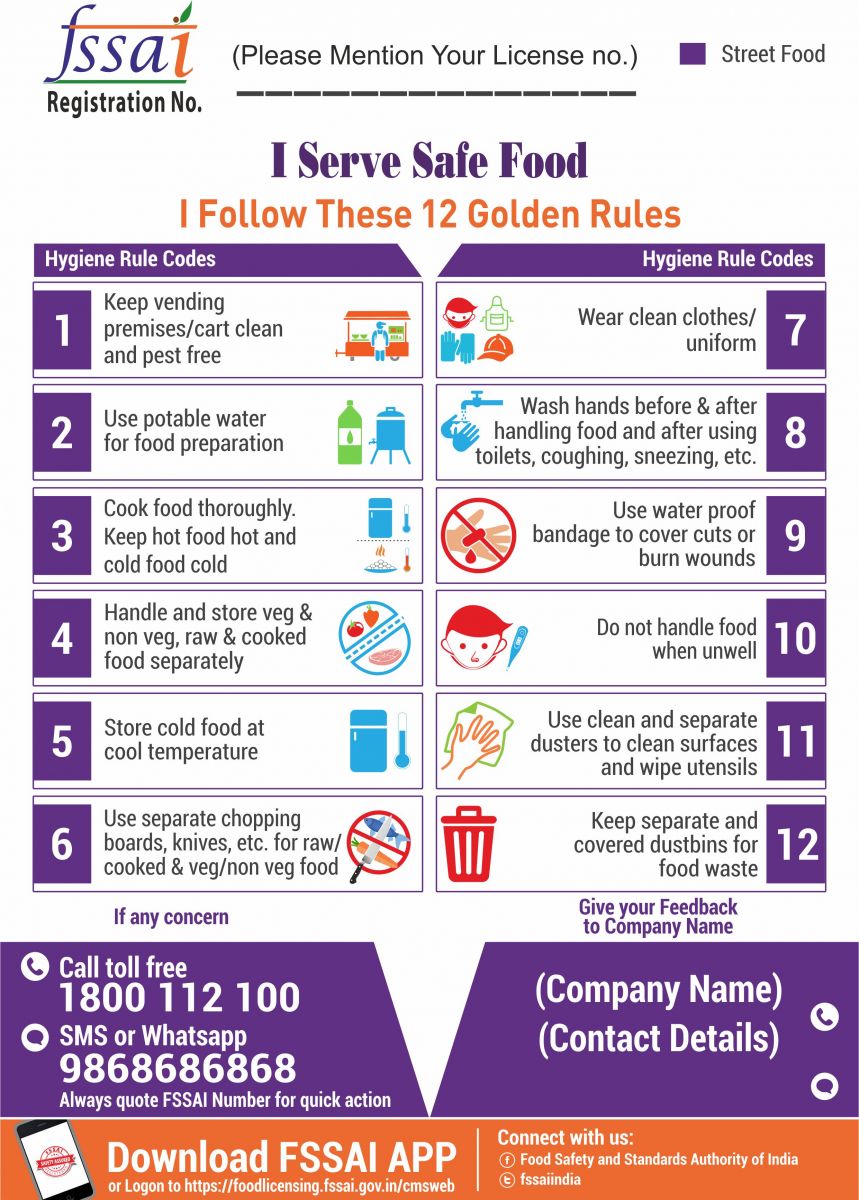 fssai
Registration No.
(Please Mention Your License no.)
Street Food
I Serve Safe Food
I Follow These 12 Golden Rules
Hygiene Rule Codes
1
Keep vending
premises/cart clean
and pest free
2
Use potable water
for food preparation
3
Cook food thoroughly.
Keep hot food hot and
cold food cold
4
Handle and store veg &
non veg, raw & cooked
food separately
5
Store cold food at
cool temperature
6
Use separate chopping
boards, knives, etc. for raw/
cooked & veg/non veg food
Hygiene Rule Codes
Wear clean clothes/
uniform
7
Wash hands before & after
handling food and after using
toilets, coughing, sneezing, etc.
8
Use water proof
bandage to cover cuts or
burn wounds
9
Do not handle food
when unwell
10
Use clean and separate
dusters to clean surfaces
and wipe utensils
11
Keep separate and
covered dustbins for
food waste
12
If any concern
Call toll free
1800 112 100
SMS or Whatsapp
9868686868
Always quote FSSAI Number for quick action
Give your Feedback
to Company Name
(Company Name)
(Contact Details)
SAFETY ASSURED
Download FSSAI APP
or Logon to https://foodlicensing.fssai.gov.in/cmsweb
Connect with us:
Food Safety and Standards Authority of India
fssaiindia